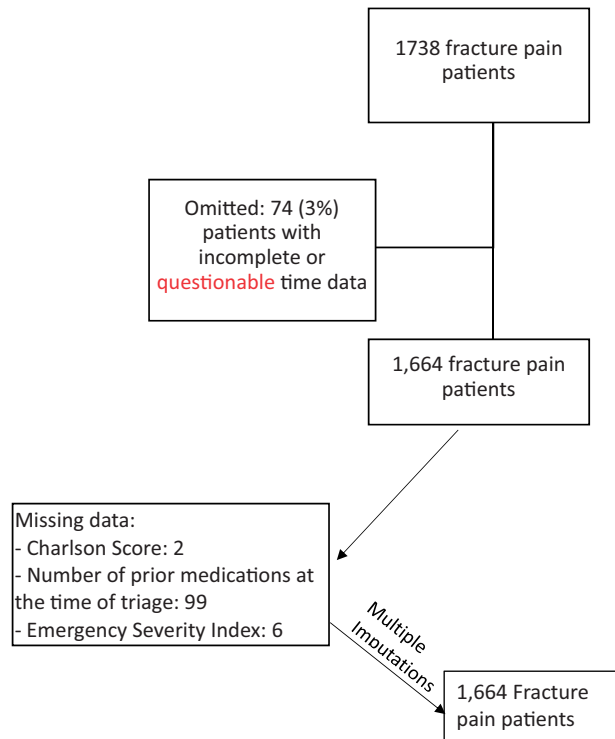 1738 fracture pain
patients
Omitted: 74 (3%)
patients with
incomplete or
questionable time data
1,664 fracture pain
patients
Missing data:
- Charlson Score: 2
- Number of prior medications at
the time of triage: 99
- Emergency Severity Index: 6
Multiple
Imputations
1,664 Fracture
pain patients